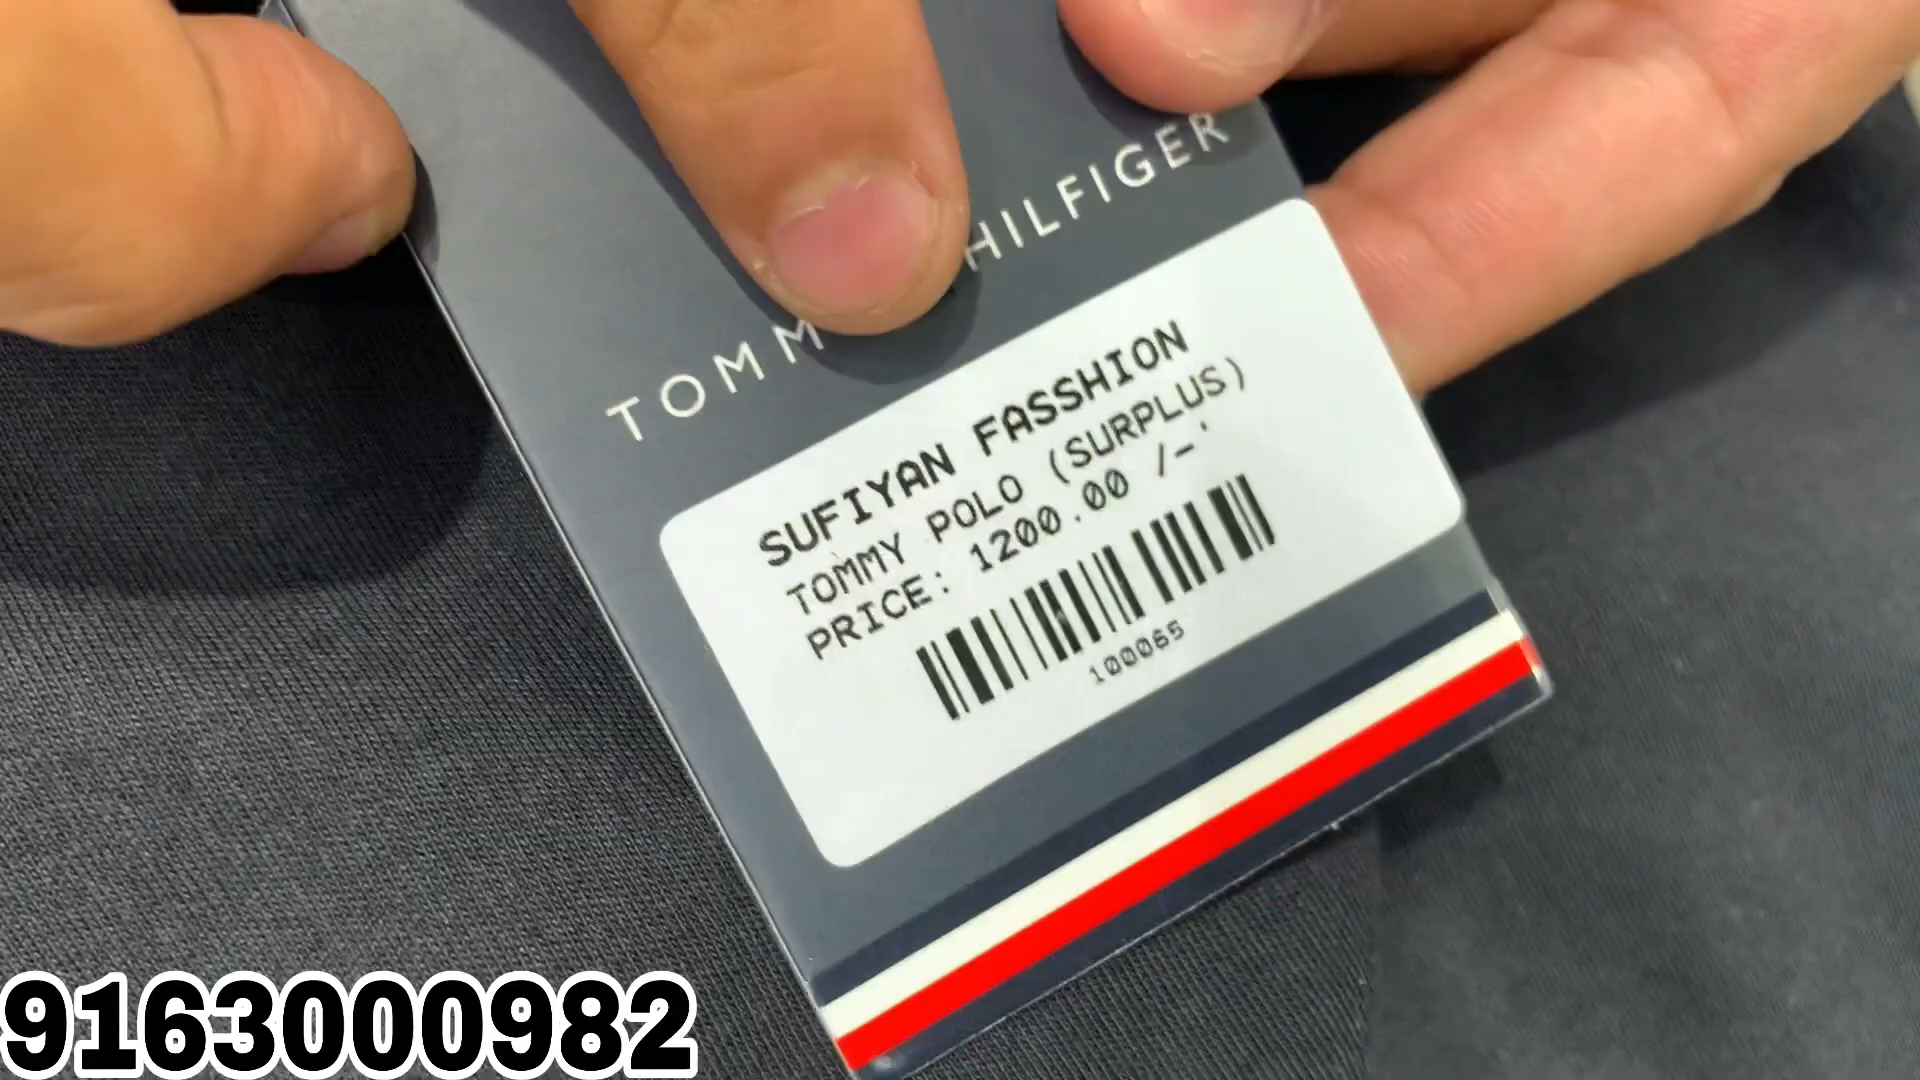 TOMM HILFIGER
SUFIYAN FASSHION
TOMMY POLO (SURPLUS)
PRICE: 1200.00 /-
100065
9163000982